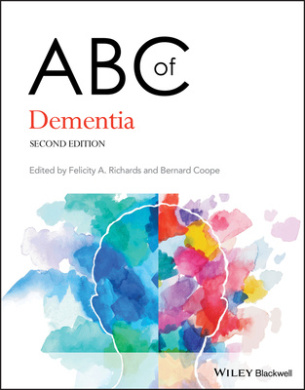 ABC of
Dementia
SECOND EDITION
Edited by Felicity A. Richards and Bernard Coope
WILEY Blackwell